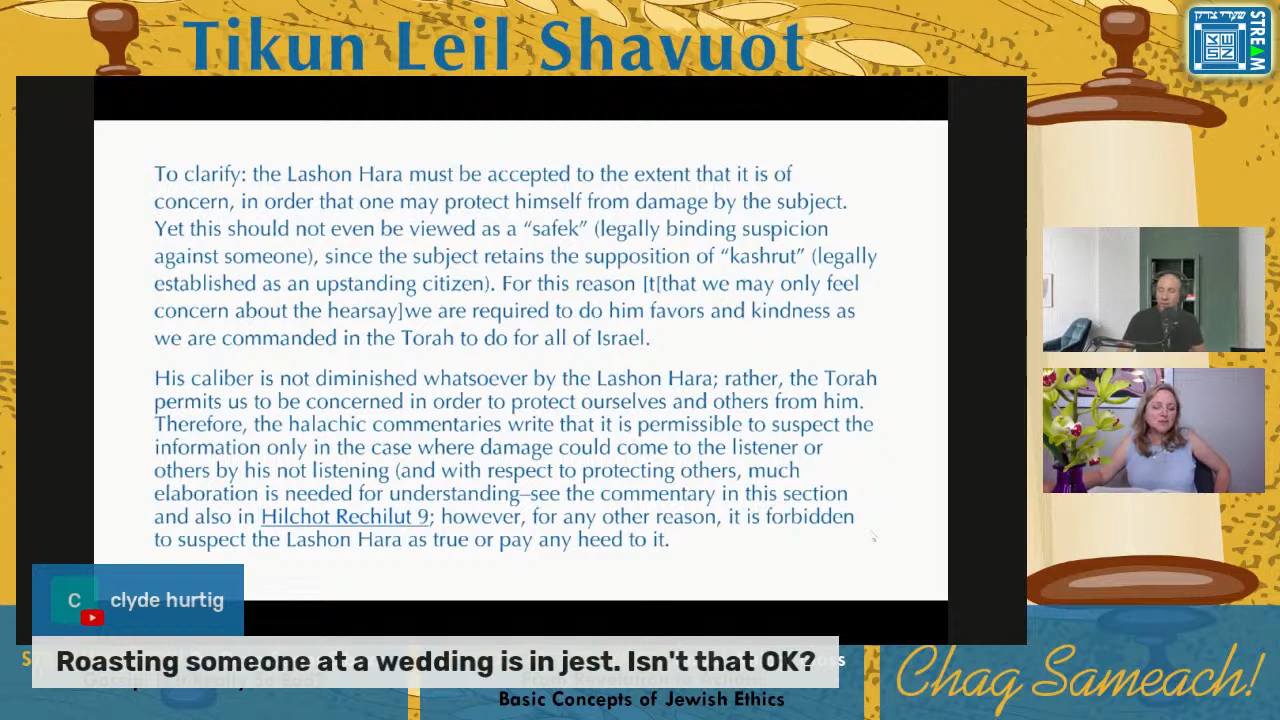 Tikun Leil Shavuot
שערי צדק
STREAM
To clarify: the Lashon Hara must be accepted to the extent that it is of
concern, in order that one may protect himself from damage by the subject.
Yet this should not even be viewed as a “safek” (legally binding suspicion
against someone), since the subject retains the supposition of “kashrut” (legally
established as an upstanding citizen). For this reason [t[that we may only feel
concern about the hearsay]we are required to do him favors and kindness as
we are commanded in the Torah to do for all of Israel.
His caliber is not diminished whatsoever by the Lashon Hara; rather, the Torah
permits us to be concerned in order to protect ourselves and others from him.
Therefore, the halachic commentaries write that it is permissible to suspect the
information only in the case where damage could come to the listener or
others by his not listening (and with respect to protecting others, much
elaboration is needed for understanding–see the commentary in this section
and also in Hilchot Rechilut 9; however, for any other reason, it is forbidden
to suspect the Lashon Hara as true or pay any heed to it.
C clyde hurtig
Roasting someone at a wedding is in jest. Isn't that OK?
Basic Concepts of Jewish Ethics
Chag Sameach!